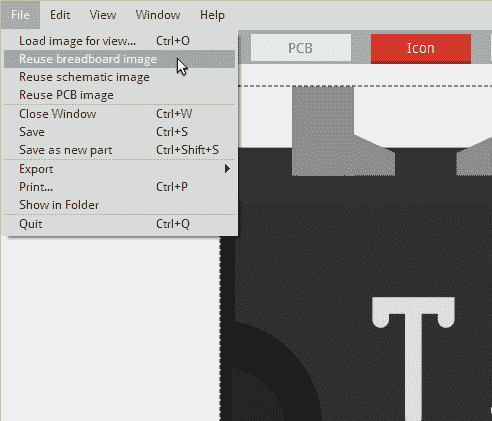 File Edit View Window Help
Load image for view... Ctrl+O
Reuse breadboard image
Reuse schematic image
Reuse PCB image
Close Window Ctrl+W
Save Ctrl+S
Save as new part Ctrl+Shift+S
Export
Print... Ctrl+P
Show in Folder
Quit Ctrl+Q
PCB Icon
T